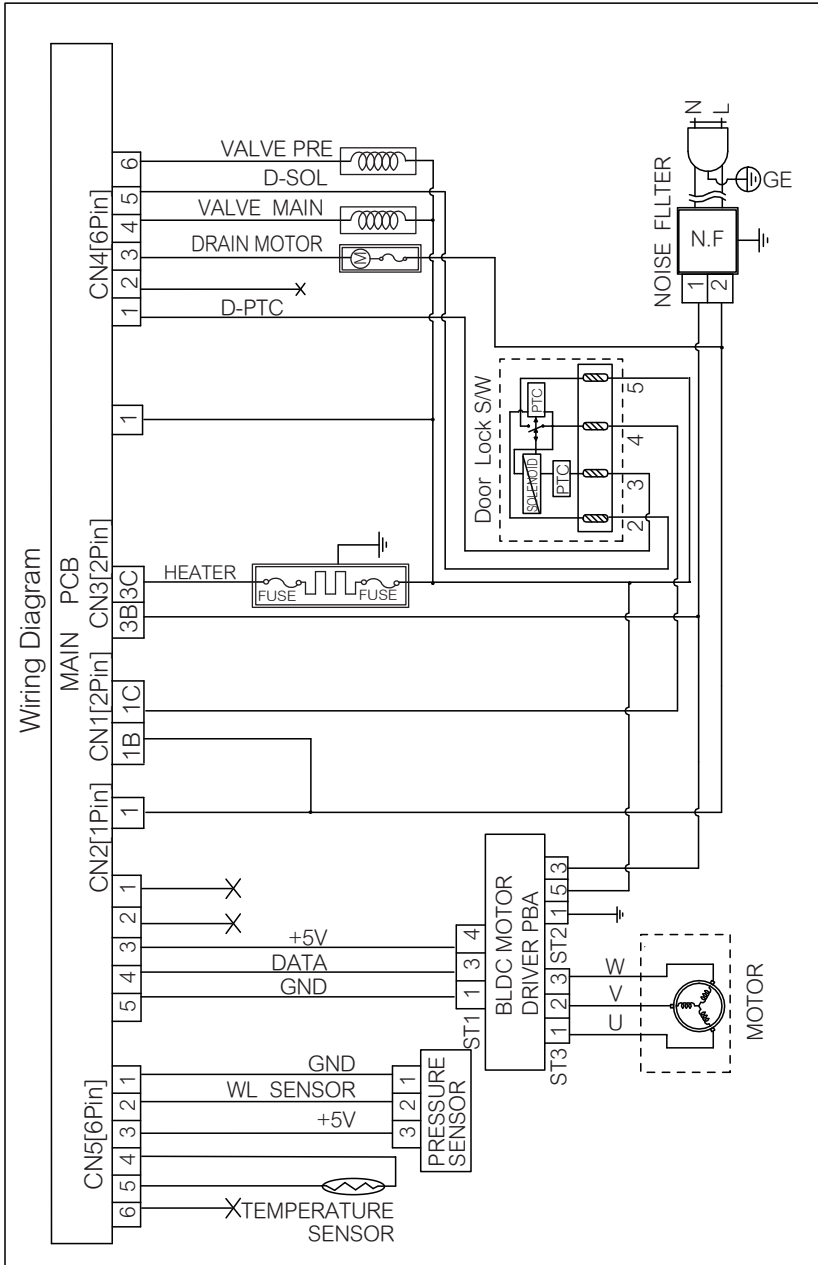 Wiring Diagram
MAIN PCB
CN4[6Pin]
6
5
4
3
2
1
VALVE PRE
D-SOL
VALVE MAIN
DRAIN MOTOR
M
D-PTC
1
CN3[2Pin]
3C
3B
HEATER
FUSE
FUSE
CN1[2Pin]
1C
1B
CN2[1Pin]
1
1
2
3
4
5
+5V
DATA
GND
CN5[6Pin]
1
2
3
4
5
6
GND
WL SENSOR
+5V
TEMPERATURE
SENSOR
1
2
3
PRESSURE
SENSOR
ST1
4
3
1
BLDC MOTOR
DRIVER PBA
ST2
3
5
1
ST3
3
2
1
W
V
U
MOTOR
Door Lock S/W
PTC
SOLENOID
PTC
5
4
3
2
NOISE FLLTER
N.F
1
2
N
L
GE